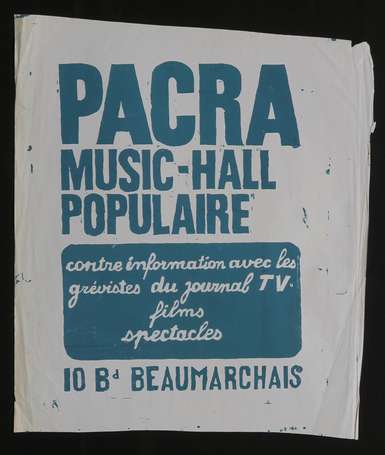 PACRA
MUSIC-HALL
POPULAIRE
contre information avec les
grévistes du journal TV.
films
spectacles
10 Bd BEAUMARCHAIS